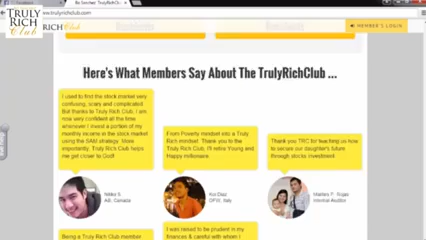 TRULY
RICH
Club
www.trulyrichclub.com
RICH Club
MEMBER'S LOGIN
Here's What Members Say About The TrulyRichClub ...
I used to find the stock market very
confusing, scary and complicated.
But thanks to Truly Rich Club, I am
now very confident all the time
whenever I invest a portion of my
monthly income in the stock market
using the SAM strategy. More
importantly, Truly Rich Club helps
me get closer to God!
AB, Canada
From Poverty mindset into a Truly
Rich mindset. Thank you to the
Truly Rich Club, I'll retire Young and
Happy millionaire.
Koi Diaz
DFW, Italy
Thank you TRC for teaching us how
to secure our daughter's future
through stocks investment.
Marlies P. Rojas
Internal Auditor
Being a Truly Rich Club member
I was raised to be prudent in my
finances & careful with whom I